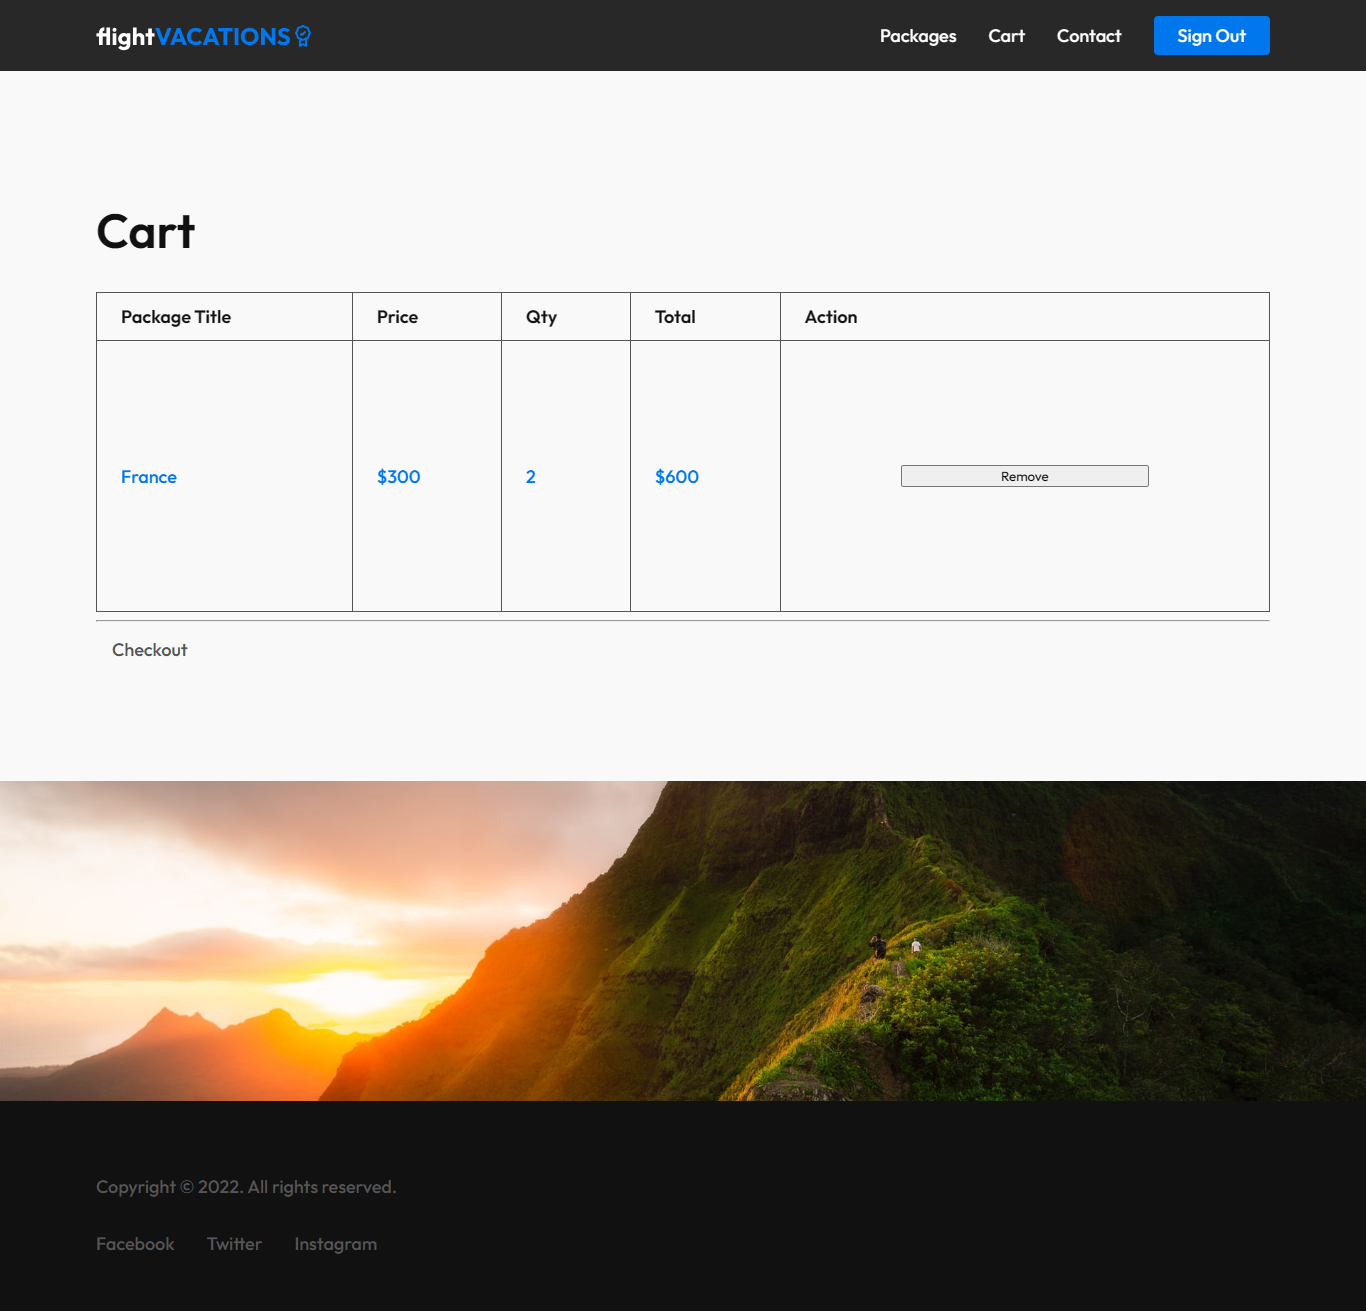 flightVACATIONS
Packages Cart Contact Sign Out
Cart
Package Title Price Qty Total Action
France $300 2 $600 Remove
Checkout
Copyright © 2022. All rights reserved.
Facebook Twitter Instagram